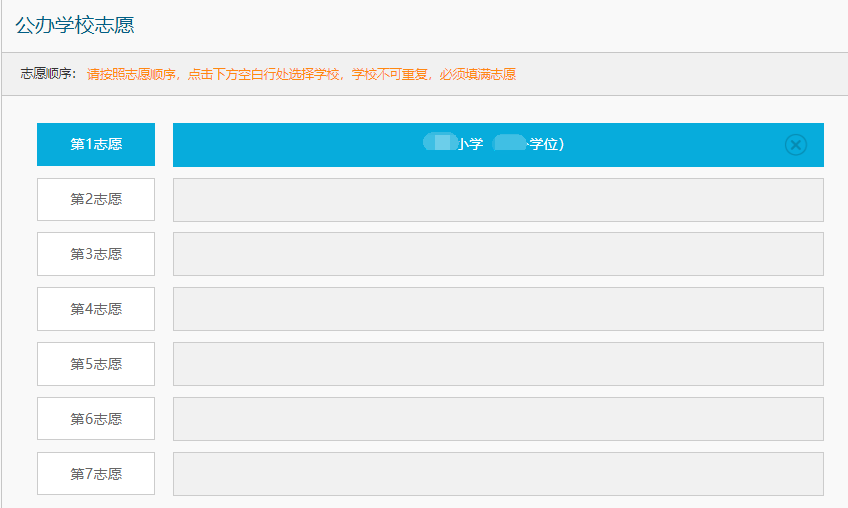 公办学校志愿
志愿顺序： 请按照志愿顺序，点击下方空白行处选择学校，学校不可重复，必须填满志愿
第1志愿
小学（ 个学位）
第2志愿
第3志愿
第4志愿
第5志愿
第6志愿
第7志愿